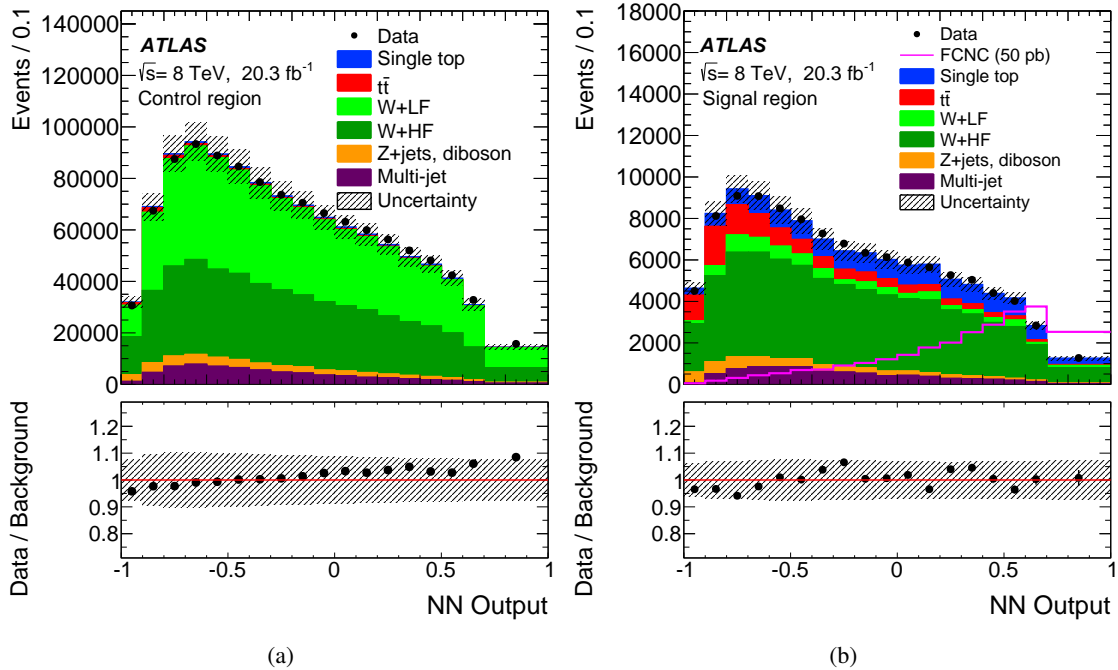 Events / 0.1
140000
120000
100000
80000
60000
40000
20000
0
ATLAS
√s= 8 TeV, 20.3 fb⁻¹
Control region
Data
Single top
tt̄
W+LF
W+HF
Z+jets, diboson
Multi-jet
Uncertainty
Data / Background
1.2
1.1
1
0.9
0.8
-1
-0.5
0
0.5
1
NN Output
(a)
Events / 0.1
18000
16000
14000
12000
10000
8000
6000
4000
2000
0
ATLAS
√s= 8 TeV, 20.3 fb⁻¹
Signal region
Data
FCNC (50 pb)
Single top
tt̄
W+LF
W+HF
Z+jets, diboson
Multi-jet
Uncertainty
Data / Background
1.2
1.1
1
0.9
0.8
-1
-0.5
0
0.5
1
NN Output
(b)